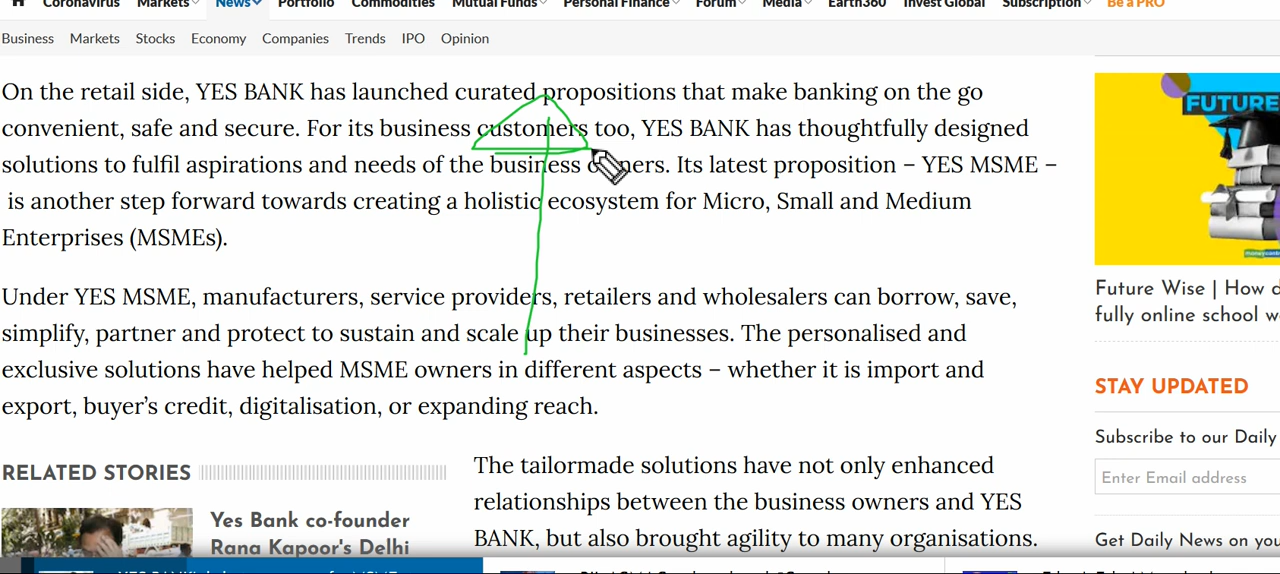 Coronavirus Markets News Portfolio Commodities Mutual Funds Personal Finance Forum Media Earth360 Invest Global Subscription Be a PRO
Business Markets Stocks Economy Companies Trends IPO Opinion
On the retail side, YES BANK has launched curated propositions that make banking on the go
convenient, safe and secure. For its business customers too, YES BANK has thoughtfully designed
solutions to fulfil aspirations and needs of the business owners. Its latest proposition – YES MSME –
is another step forward towards creating a holistic ecosystem for Micro, Small and Medium
Enterprises (MSMEs).
Under YES MSME, manufacturers, service providers, retailers and wholesalers can borrow, save,
simplify, partner and protect to sustain and scale up their businesses. The personalised and
exclusive solutions have helped MSME owners in different aspects – whether it is import and
export, buyer’s credit, digitalisation, or expanding reach.
RELATED STORIES
Yes Bank co-founder
Rana Kapoor's Delhi
The tailormade solutions have not only enhanced
relationships between the business owners and YES
BANK, but also brought agility to many organisations.
FUTURE
Future Wise | How
fully online school
STAY UPDATED
Subscribe to our Daily
Enter Email address
Get Daily News on